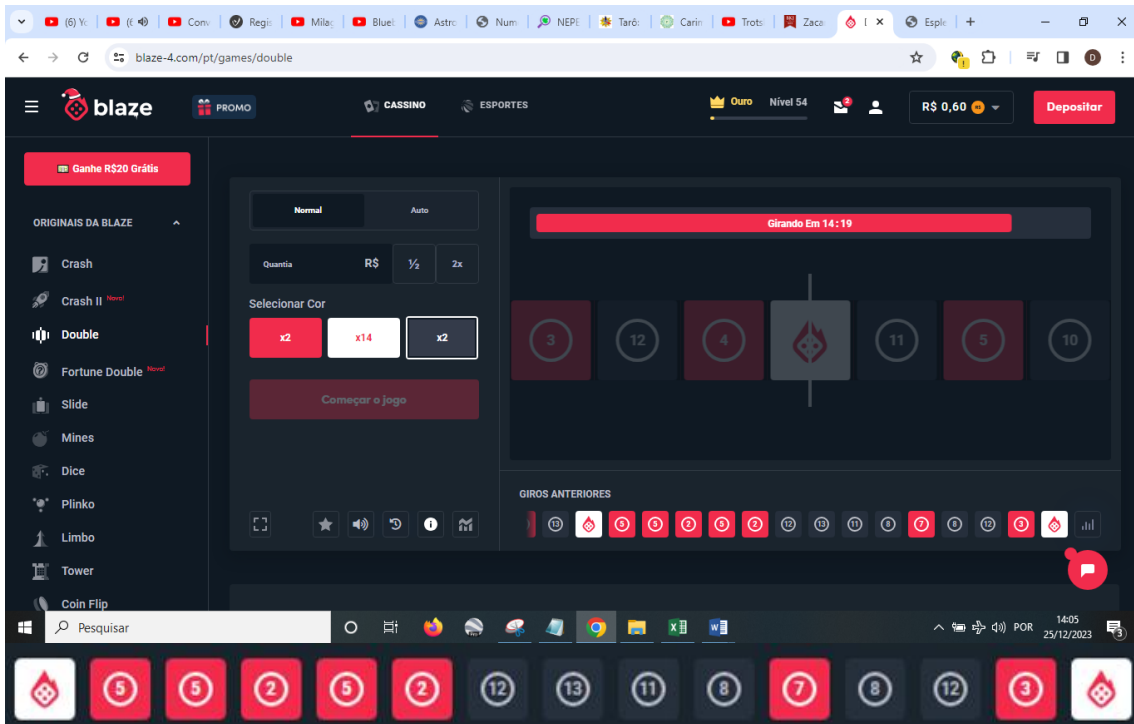 (6) Yc
(( 
Conv
Regis
Milag
Bluel
Astro
Num
NEPE
Tarô:
Carin
Trots
Zaca
Esple
blaze-4.com/pt/games/double
D
blaze
PROMO
CASSINO
ESPORTES
Ouro Nível 54
2
R$ 0,60
Depositar
Ganhe R$20 Grátis
ORIGINAIS DA BLAZE
Crash
Crash II Novo!
Double
Fortune Double Novo!
Slide
Mines
Dice
Plinko
Limbo
Tower
Coin Flip
Normal Auto
Quantia R$ ½ 2x
Selecionar Cor
x2 x14 x2
Começar o jogo
Girando Em 14:19
3 12 4 11 5 10
GIROS ANTERIORES
13 5 5 2 5 2 12 13 11 8 7 8 12 3
Pesquisar
POR
14:05
25/12/2023
3
5 5 2 5 2 12 13 11 8 7 8 12 3